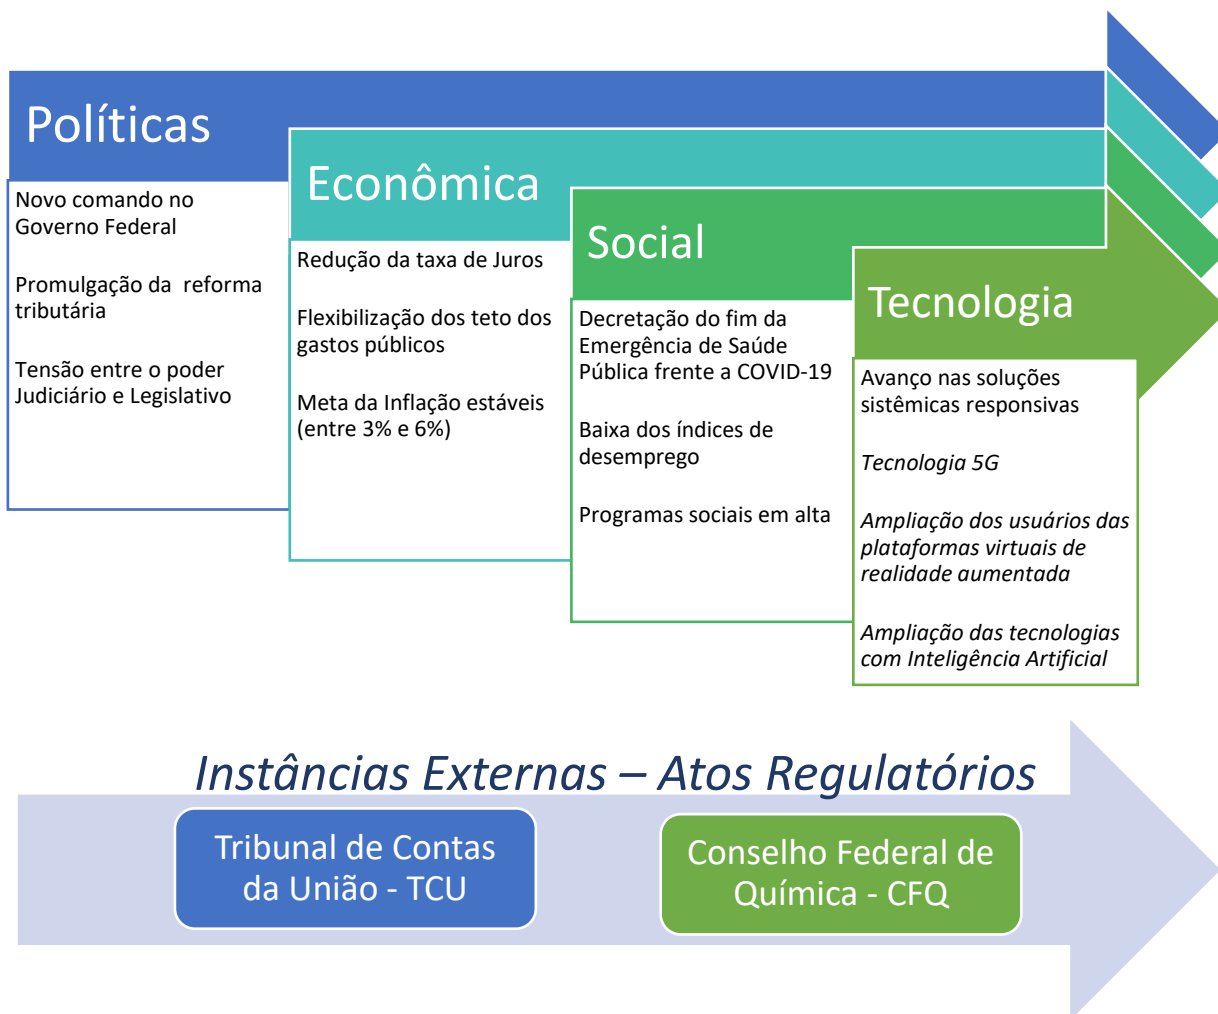 Políticas
Novo comando no
Governo Federal
Promulgação da  reforma
tributária
Tensão entre o poder
Judiciário e Legislativo
Econômica
Redução da taxa de Juros
Flexibilização dos teto dos
gastos públicos
Meta da Inflação estáveis
(entre 3% e 6%)
Social
Decretação do fim da
Emergência de Saúde
Pública frente a COVID-19
Baixa dos índices de
desemprego
Programas sociais em alta
Tecnologia
Avanço nas soluções
sistêmicas responsivas
Tecnologia 5G
Ampliação dos usuários das
plataformas virtuais de
realidade aumentada
Ampliação das tecnologias
com Inteligência Artificial
Instâncias Externas – Atos Regulatórios
Tribunal de Contas
da União - TCU
Conselho Federal de
Química - CFQ